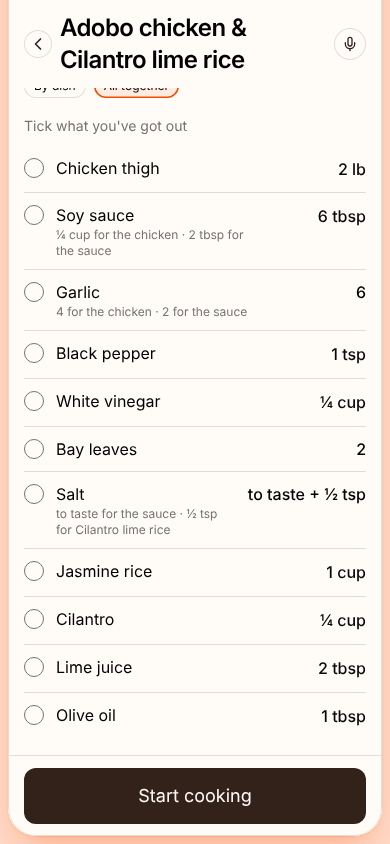 Adobo chicken &
Cilantro lime rice
By dish All together
Tick what you've got out
Chicken thigh 2 lb
Soy sauce 6 tbsp
¼ cup for the chicken · 2 tbsp for
the sauce
Garlic 6
4 for the chicken · 2 for the sauce
Black pepper 1 tsp
White vinegar ¼ cup
Bay leaves 2
Salt to taste + ½ tsp
to taste for the sauce · ½ tsp
for Cilantro lime rice
Jasmine rice 1 cup
Cilantro ¼ cup
Lime juice 2 tbsp
Olive oil 1 tbsp
Start cooking